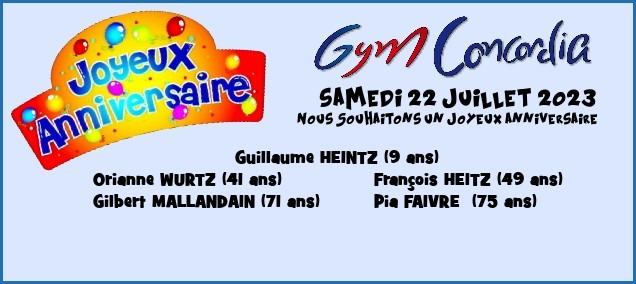 Joyeux
Anniversaire
Gym Concordia
SAMEDI 22 JUILLET 2023
NOUS SOUHAITONS UN JOYEUX ANNIVERSAIRE
Guillaume HEINTZ (9 ans)
Orianne WURTZ (41 ans) François HEITZ (49 ans)
Gilbert MALLANDAIN (71 ans) Pia FAIVRE (75 ans)